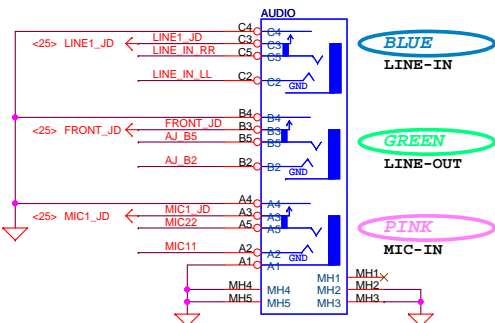 AUDIO
C4 C4
<25> LINE1_JD LINE1_JD C3 C3
LINE_IN_RR C5 C5
BLUE
LINE-IN
LINE_IN_LL C2 C2
GND
B4 B4
<25> FRONT_JD FRONT_JD B3 B3
AJ_B5 B5 B5
GREEN
LINE-OUT
AJ_B2 B2 B2
GND
A4 A4
<25> MIC1_JD MIC1_JD A3 A3
MIC22 A5 A5
PINK
MIC-IN
MIC11 A2 A2
GND
A1 A1
MH1 MH1
MH4 MH4 MH2 MH2
MH5 MH5 MH3 MH3